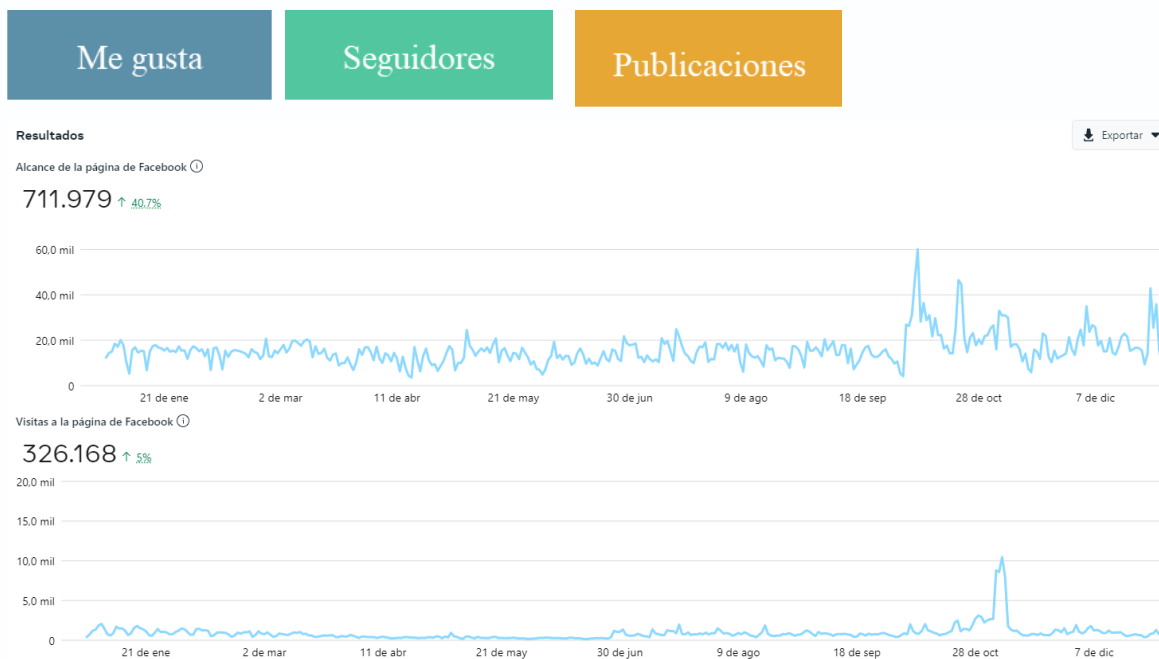 Me gusta
Seguidores
Publicaciones
Resultados
Exportar
Alcance de la página de Facebook
711.979 ↑ 40.7%
60,0 mil
40.0 mil
20.0 mil
0
21 de ene 2 de mar 11 de abr 21 de may 30 de jun 9 de ago 18 de sep 28 de oct 7 de dic
Visitas a la página de Facebook
326.168 ↑ 5%
20,0 mil
15,0 mil
10,0 mil
5,0 mil
0
21 de ene 2 de mar 11 de abr 21 de may 30 de jun 9 de ago 18 de sep 28 de oct 7 de dic